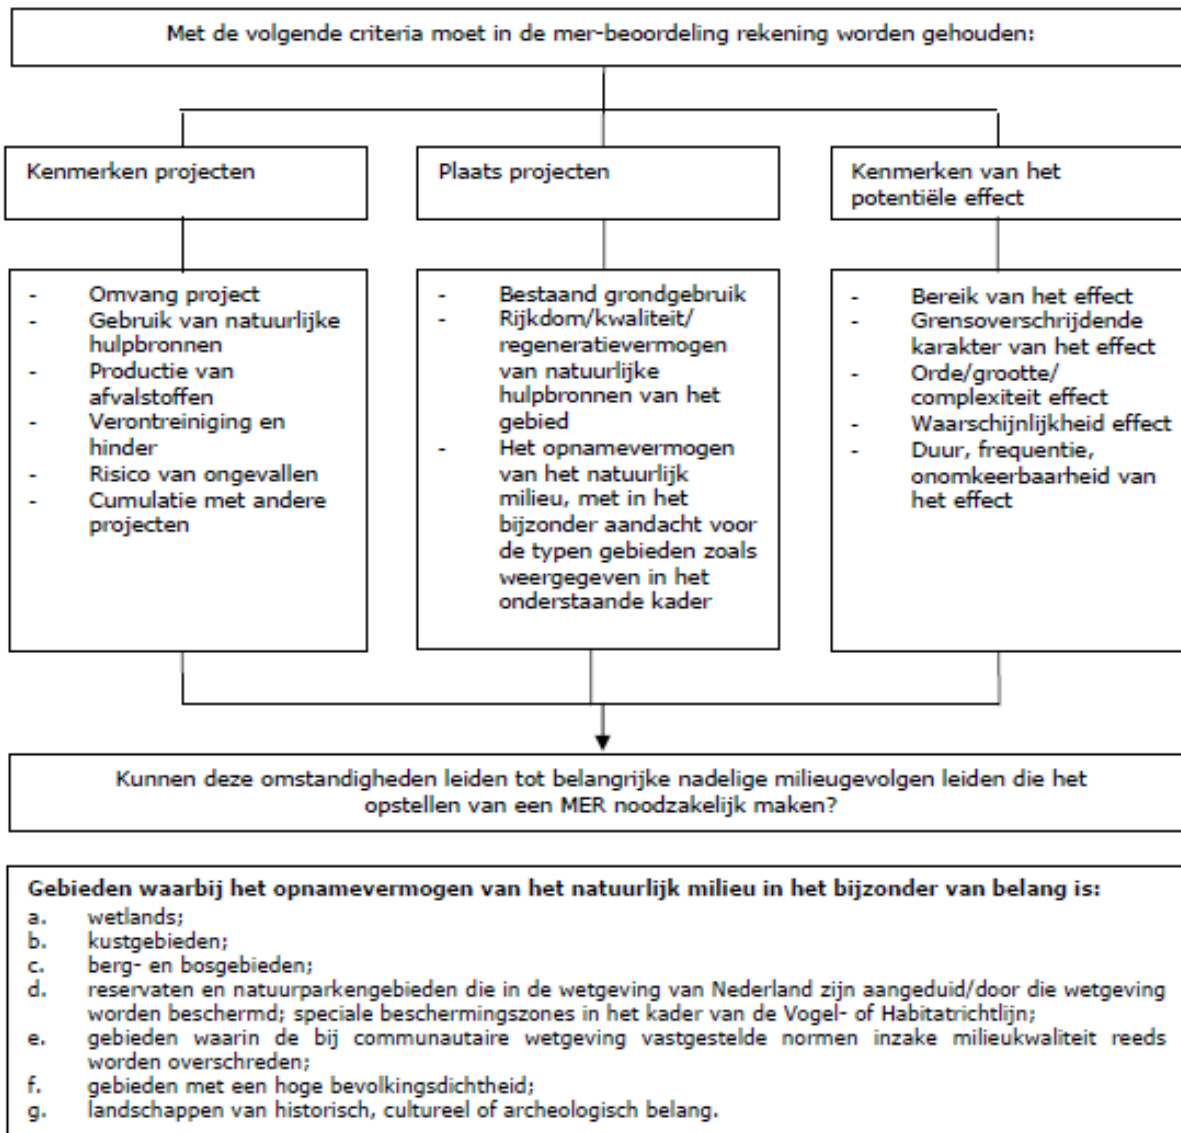 Met de volgende criteria moet in de mer-beoordeling rekening worden gehouden:
Kenmerken projecten
Plaats projecten
Kenmerken van het
potentiële effect
- Omvang project
- Gebruik van natuurlijke
hulpbronnen
- Productie van
afvalstoffen
- Verontreiniging en
hinder
- Risico van ongevallen
- Cumulatie met andere
projecten
- Bestaand grondgebruik
- Rijkdom/kwaliteit/
regeneratievermogen
van natuurlijke
hulpbronnen van het
gebied
- Het opnamevermogen
van het natuurlijk
milieu, met in het
bijzonder aandacht voor
de typen gebieden zoals
weergegeven in het
onderstaande kader
- Bereik van het effect
- Grensoverschrijdende
karakter van het effect
- Orde/grootte/
complexiteit effect
- Waarschijnlijkheid effect
- Duur, frequentie,
onomkeerbaarheid van
het effect
Kunnen deze omstandigheden leiden tot belangrijke nadelige milieugevolgen leiden die het
opstellen van een MER noodzakelijk maken?
Gebieden waarbij het opnamevermogen van het natuurlijk milieu in het bijzonder van belang is:
a. wetlands;
b. kustgebieden;
c. berg- en bosgebieden;
d. reservaten en natuurparkengebieden die in de wetgeving van Nederland zijn aangeduid/door die wetgeving
worden beschermd; speciale beschermingszones in het kader van de Vogel- of Habitatrichtlijn;
e. gebieden waarin de bij communautaire wetgeving vastgestelde normen inzake milieukwaliteit reeds
worden overschreden;
f. gebieden met een hoge bevolkingsdichtheid;
g. landschappen van historisch, cultureel of archeologisch belang.